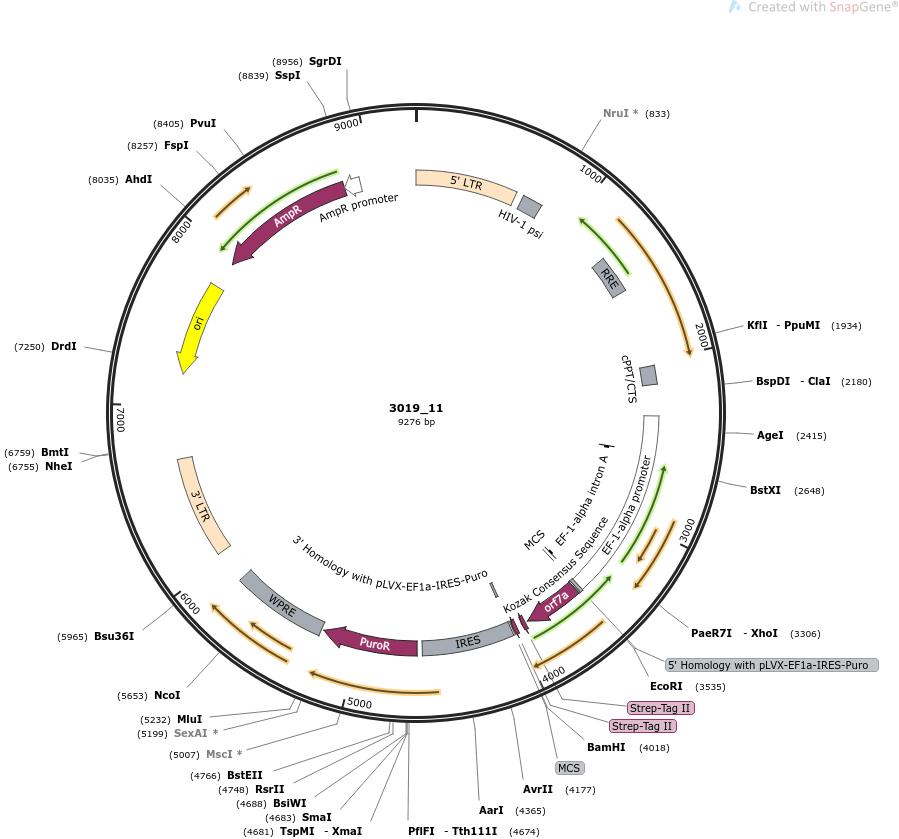 Created with SnapGene®
(8956) SgrDI
(8839) SspI
(8405) PvuI
(8257) FspI
(8035) AhdI
(7250) DrdI
(6759) BmtI
(6755) NheI
(5965) Bsu36I
(5653) NcoI
(5232) MluI
(5199) SexAI *
(5007) MscI *
(4766) BstEII
(4748) RsrII
(4688) BsiWI
(4683) SmaI
(4681) TspMI - XmaI
NruI * (833)
KflI - PpuMI (1934)
BspDI - ClaI (2180)
AgeI (2415)
BstXI (2648)
PaeR7I - XhoI (3306)
5' Homology with pLVX-EF1a-IRES-Puro
EcoRI (3535)
Strep-Tag II
Strep-Tag II
BamHI (4018)
MCS
AvrII (4177)
AarI (4365)
PflFI - Tth111I (4674)
1000
2000
3000
4000
5000
6000
7000
8000
9000
5' LTR
HIV-1 psi
RRE
cPPT/CTS
EF-1-alpha promoter
EF-1-alpha intron A
MCS
Kozak Consensus Sequence
orf7a
3' Homology with pLVX-EF1a-IRES-Puro
IRES
PuroR
WPRE
3' LTR
ori
AmpR
AmpR promoter
3019_11
9276 bp